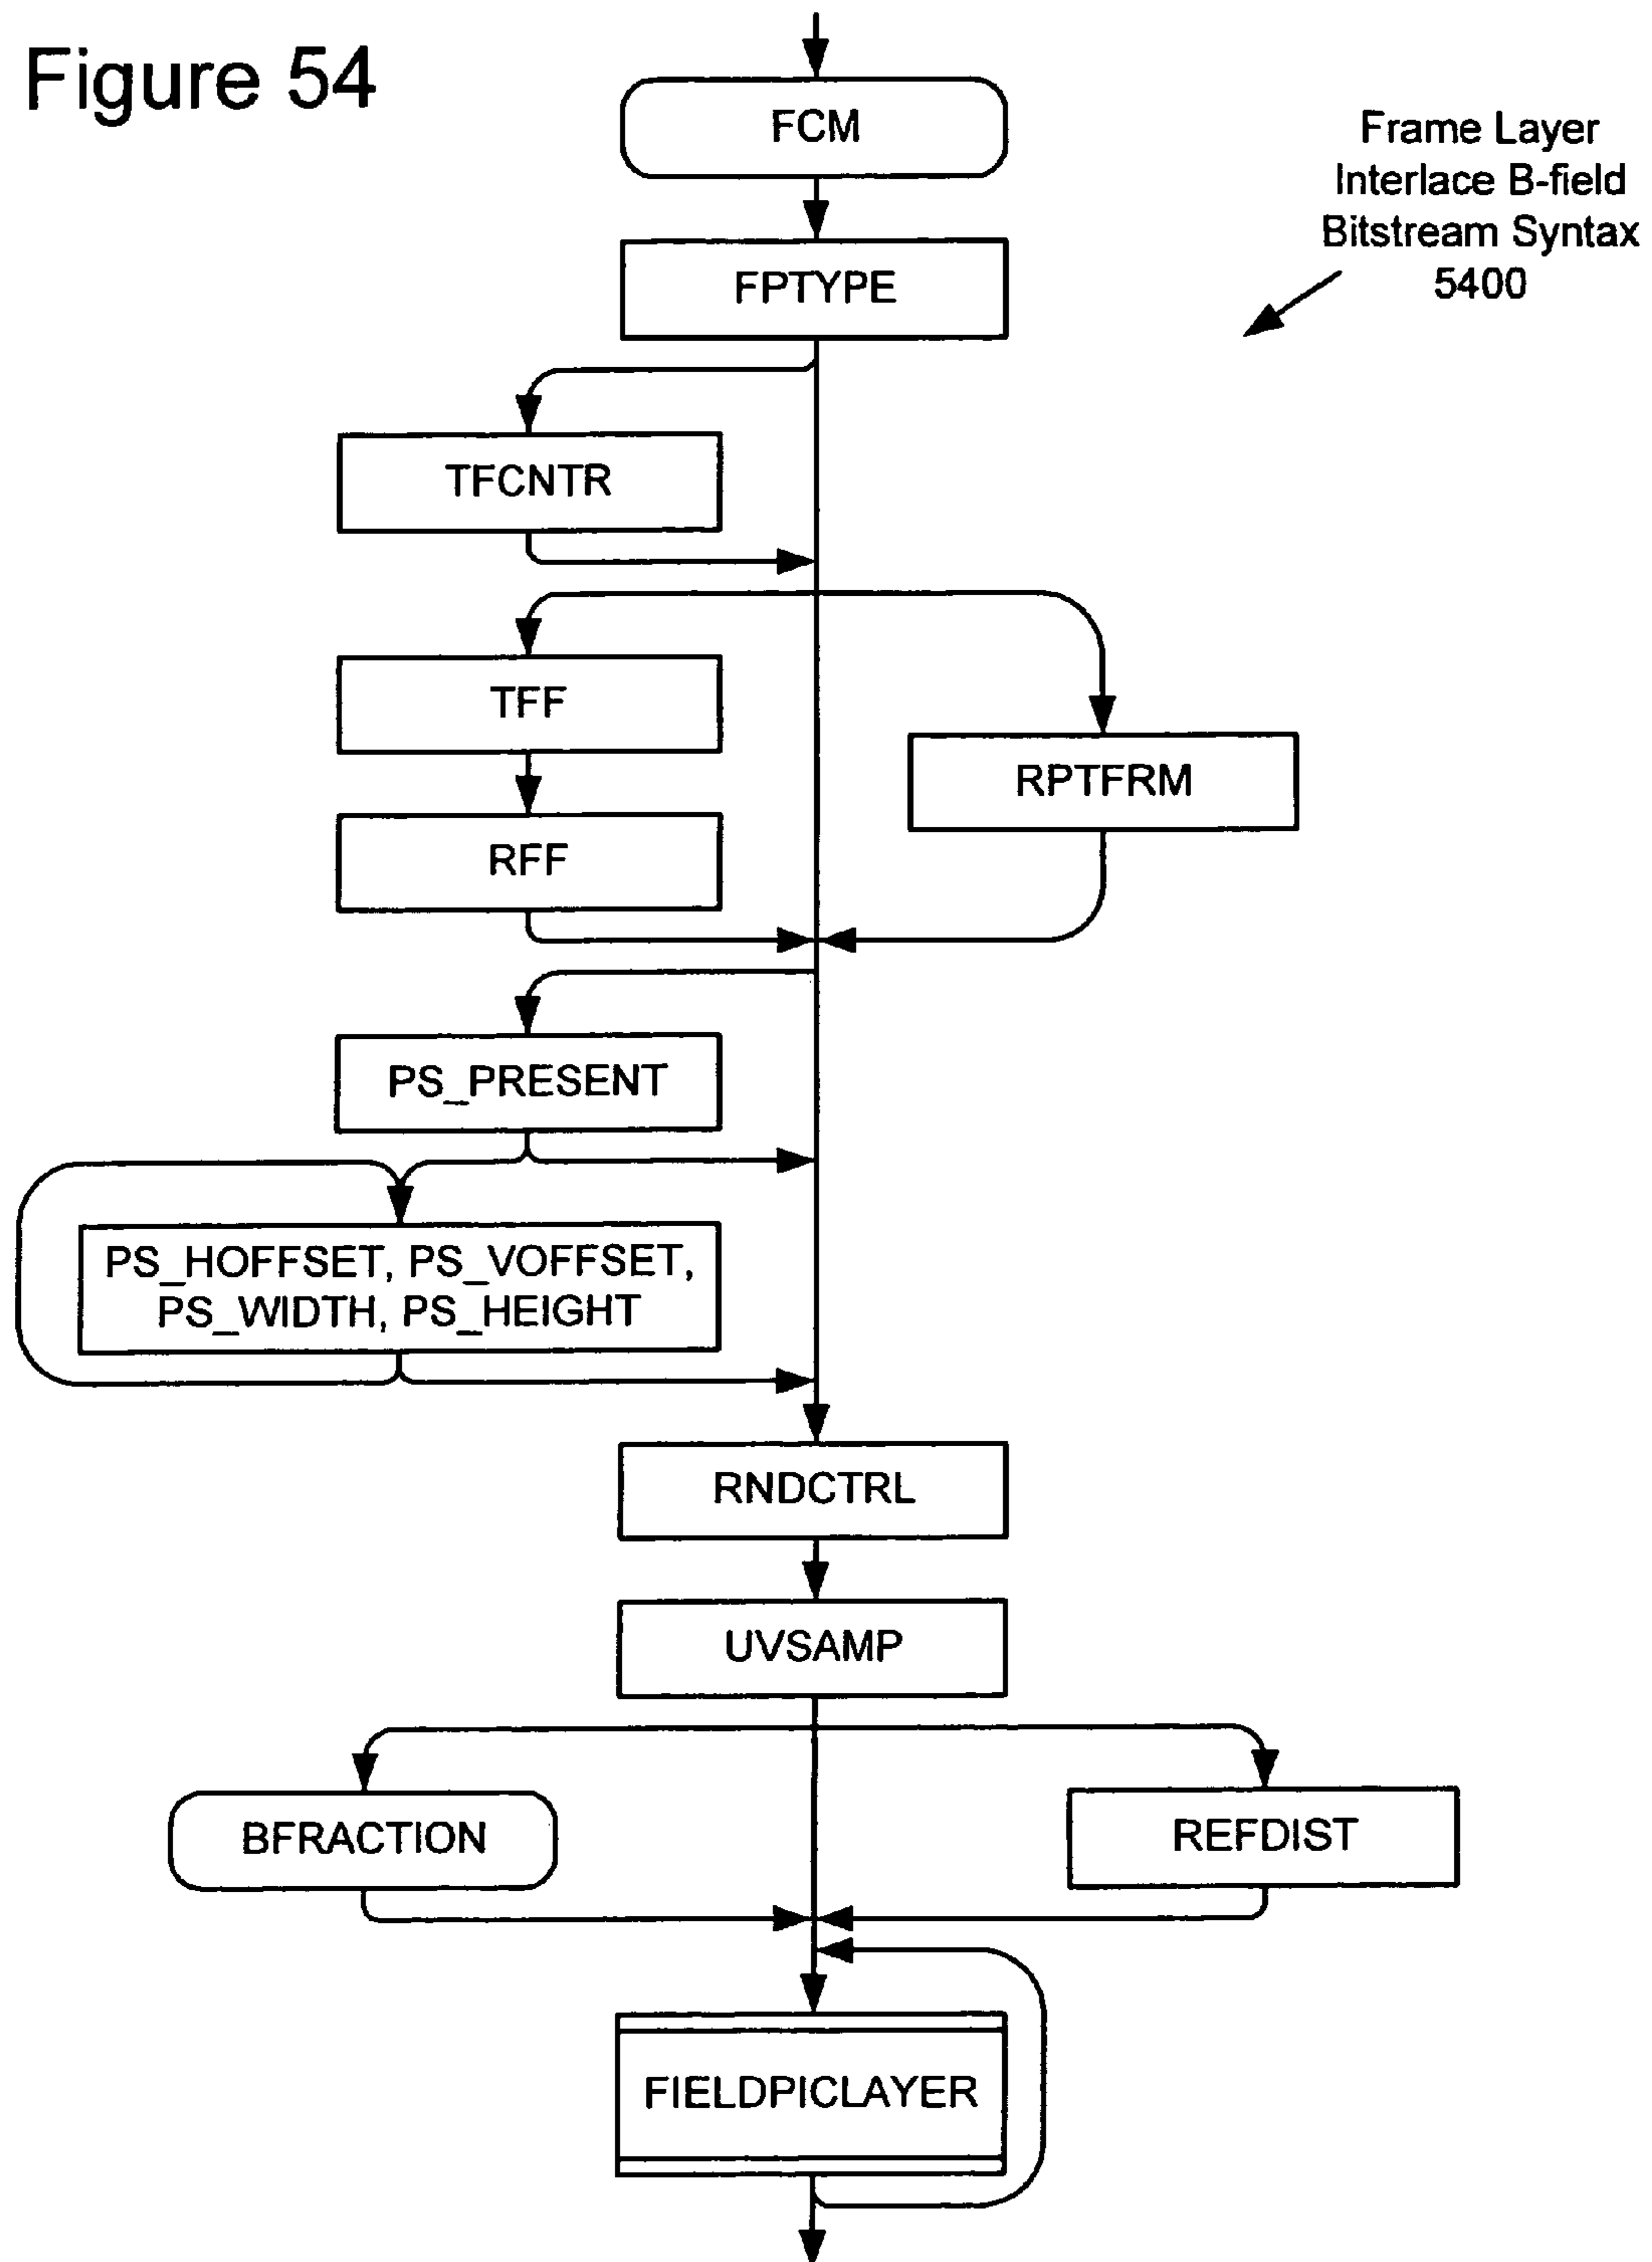 Figure 54
FCM
Frame Layer
Interlace B-field
Bitstream Syntax
5400
FPTYPE
TFCNTR
TFF
RPTFRM
RFF
PS_PRESENT
PS_HOFFSET, PS_VOFFSET,
PS_WIDTH, PS_HEIGHT
RNDCTRL
UVSAMP
BFRACTION
REFDIST
FIELDPICLAYER